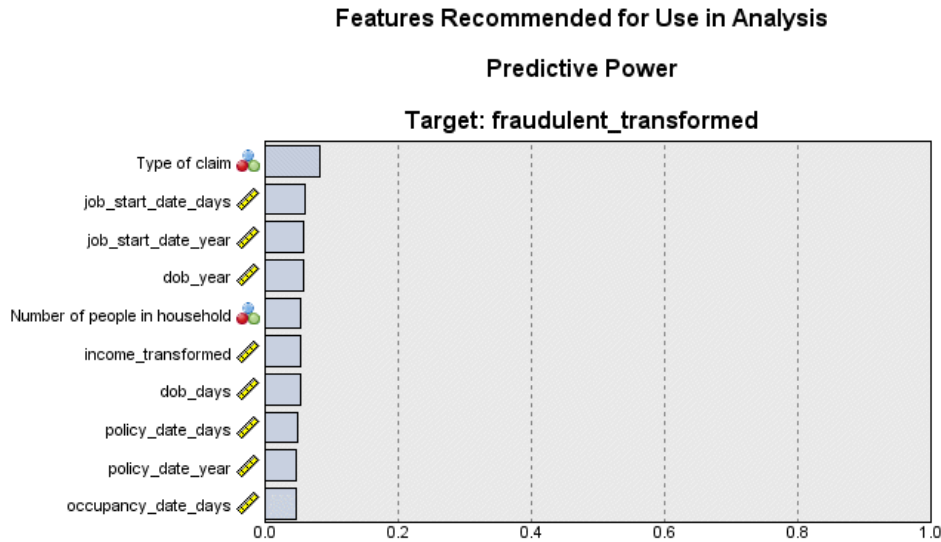 Features Recommended for Use in Analysis
Predictive Power
Target: fraudulent_transformed
Type of claim
job_start_date_days
job_start_date_year
dob_year
Number of people in household
income_transformed
dob_days
policy_date_days
policy_date_year
occupancy_date_days
0.0 0.2 0.4 0.6 0.8 1.0